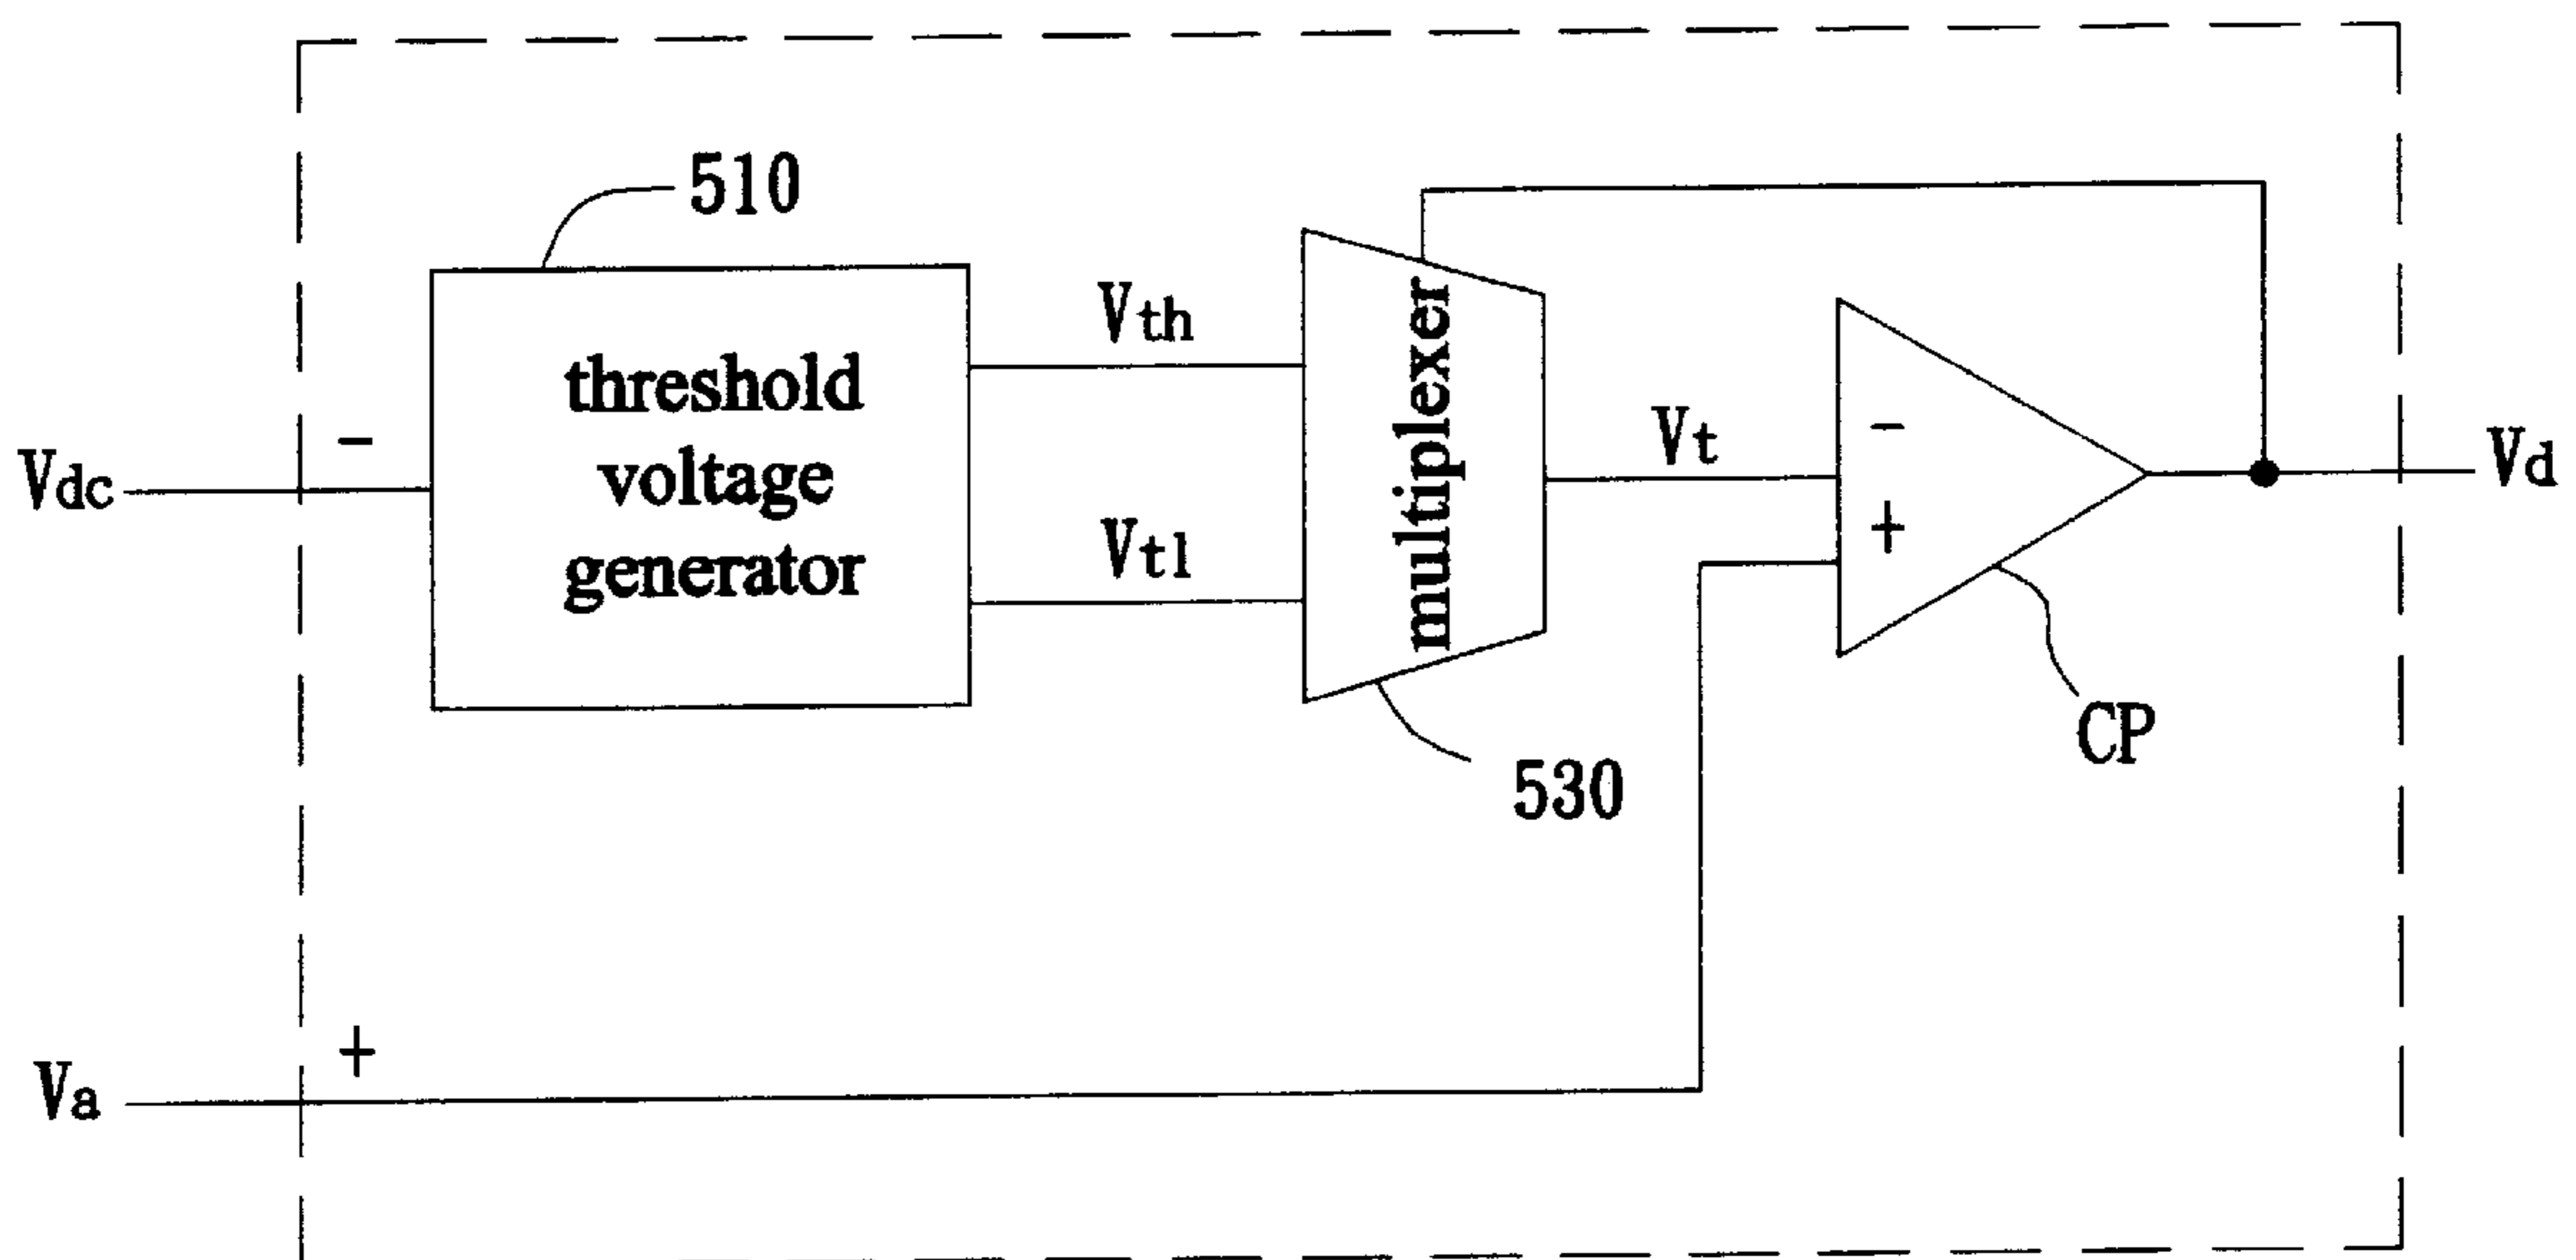 510
Vth
Vtl
threshold
voltage
generator
multiplexer
Vt
-
+
Vdc
-
Vd
530
CP
Va
+